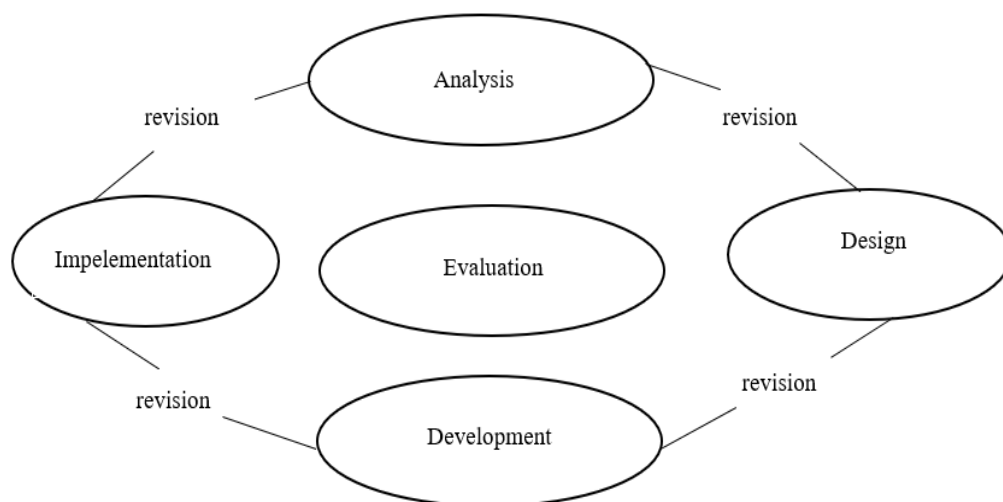 Analysis
revision
revision
Impelementation
Evaluation
Design
revision
revision
Development